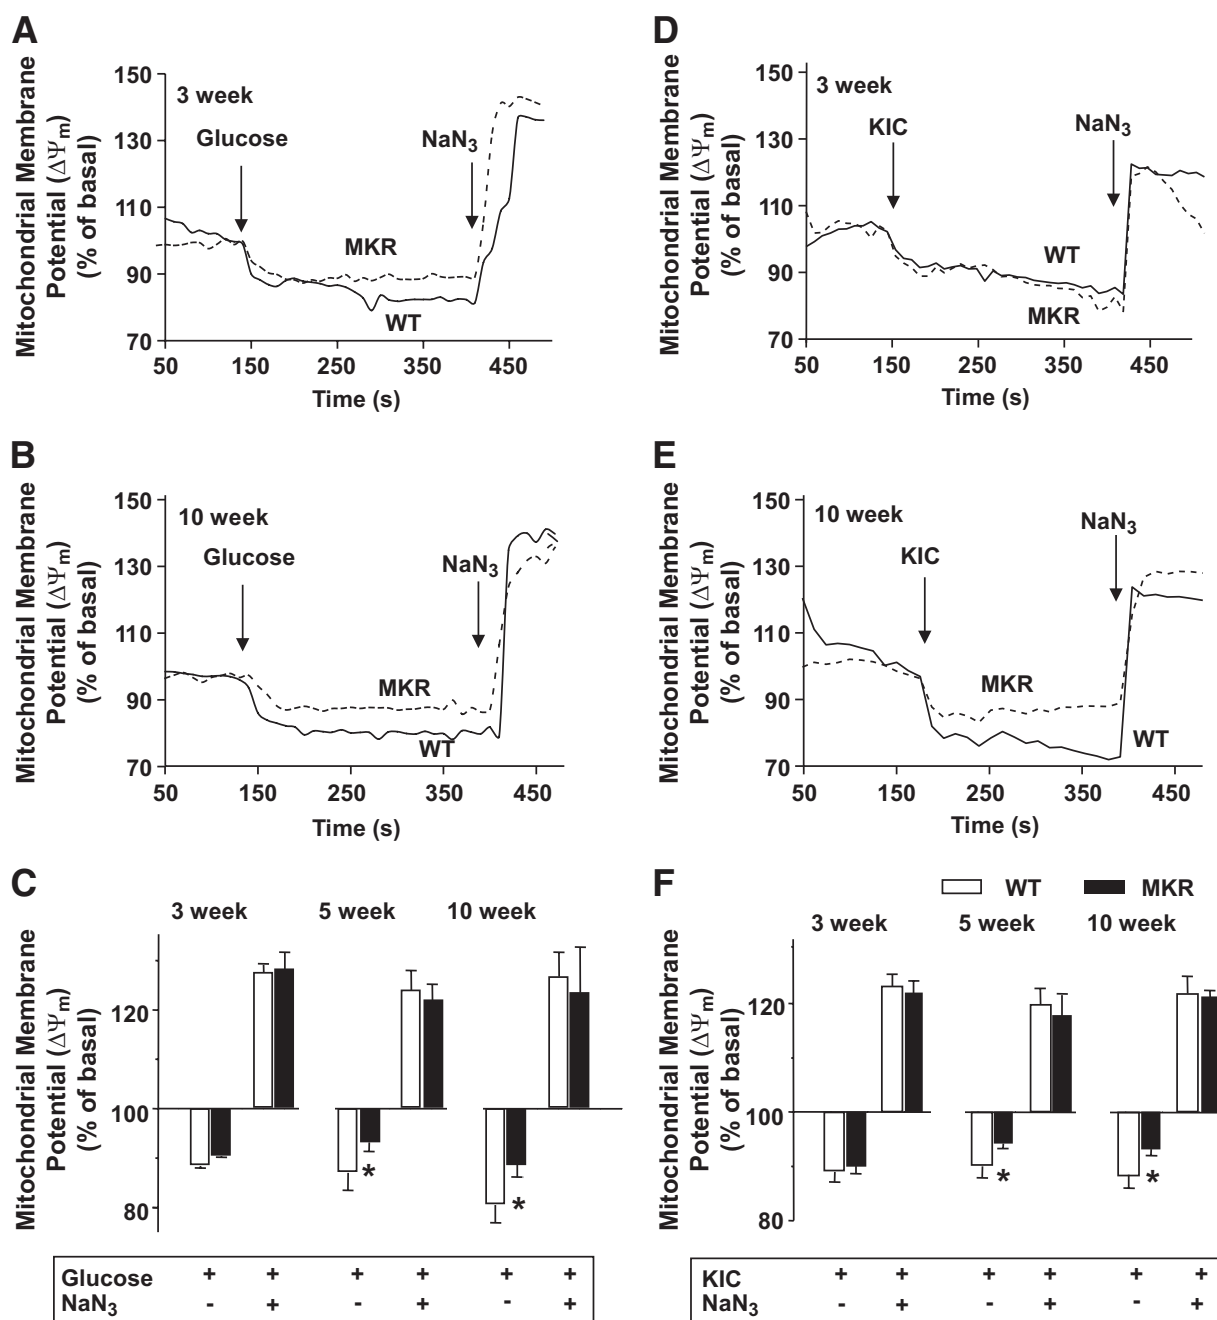 A
Mitochondrial Membrane
Potential (ΔΨm)
(% of basal)
150
130
110
90
70
3 week
Glucose
NaN3
MKR
WT
50
150
250
350
450
Time (s)
D
Mitochondrial Membrane
Potential (ΔΨm)
(% of basal)
150
130
110
90
70
3 week
KIC
NaN3
WT
MKR
50
150
250
350
450
Time (s)
B
Mitochondrial Membrane
Potential (ΔΨm)
(% of basal)
150
130
110
90
70
10 week
Glucose
NaN3
MKR
WT
50
150
250
350
450
Time (s)
E
Mitochondrial Membrane
Potential (ΔΨm)
(% of basal)
150
130
110
90
70
10 week
KIC
NaN3
MKR
WT
50
150
250
350
450
Time (s)
C
Mitochondrial Membrane
Potential (ΔΨm)
(% of basal)
3 week 5 week 10 week
120
100
80
* *
Glucose + + + + + +
NaN3 - + - + - +
F
WT MKR
Mitochondrial Membrane
Potential (ΔΨm)
(% of basal)
3 week 5 week 10 week
120
100
80
* *
KIC + + + + + +
NaN3 - + - + - +